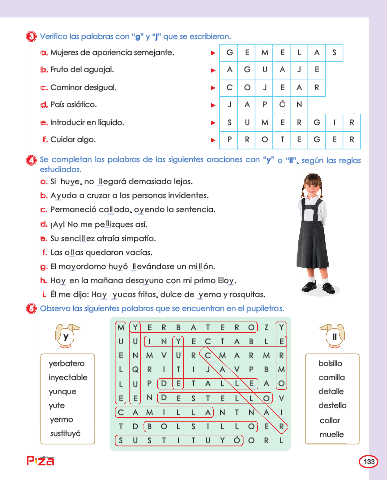 3 Verifica las palabras con "g" y "j" que se escribieron.
a. Mujeres de apariencia semejante. ▶ G E M E L A S
b. Fruto del aguajal. ▶ A G U A J E
c. Caminar desigual. ▶ C O J E A R
d. País asiático. ▶ J A P Ó N
e. Introducir en líquido. ▶ S U M E R G I R
f. Cuidar algo. ▶ P R O T E G E R
4 Se completan las palabras de las siguientes oraciones con "y" o "ll", según las reglas
estudiadas.
a. Si huye, no llegará demasiado lejos.
b. Ayuda a cruzar a las personas invidentes.
c. Permaneció callado, oyendo la sentencia.
d. ¡Ay! No me pellizques así.
e. Su sencillez atraía simpatía.
f. Las ollas quedaron vacías.
g. El mayordomo huyó llevándose un millón.
h. Hoy en la mañana desayuno con mi primo Eloy.
i. Él me dijo: Hay yucas fritas, dulce de yema y rosquitas.
5 Observa las siguientes palabras que se encuentran en el pupiletras.
y
yerbatero
inyectable
yunque
yute
yermo
sustituyó
M Y E R B A T E R O Z Y
U U I N Y E C T A B L E
E N M V U R C M A R M R
L Q R I T I J A V P B M
L U P D E T A L L E A O
E E N D E S T E L L O V
C A M I L L A N T N A I
T D B O L S I L L O E R
S U S T I T U Y Ó O R L
ll
bolsillo
camilla
detalle
destello
collar
muelle
PIZA
133